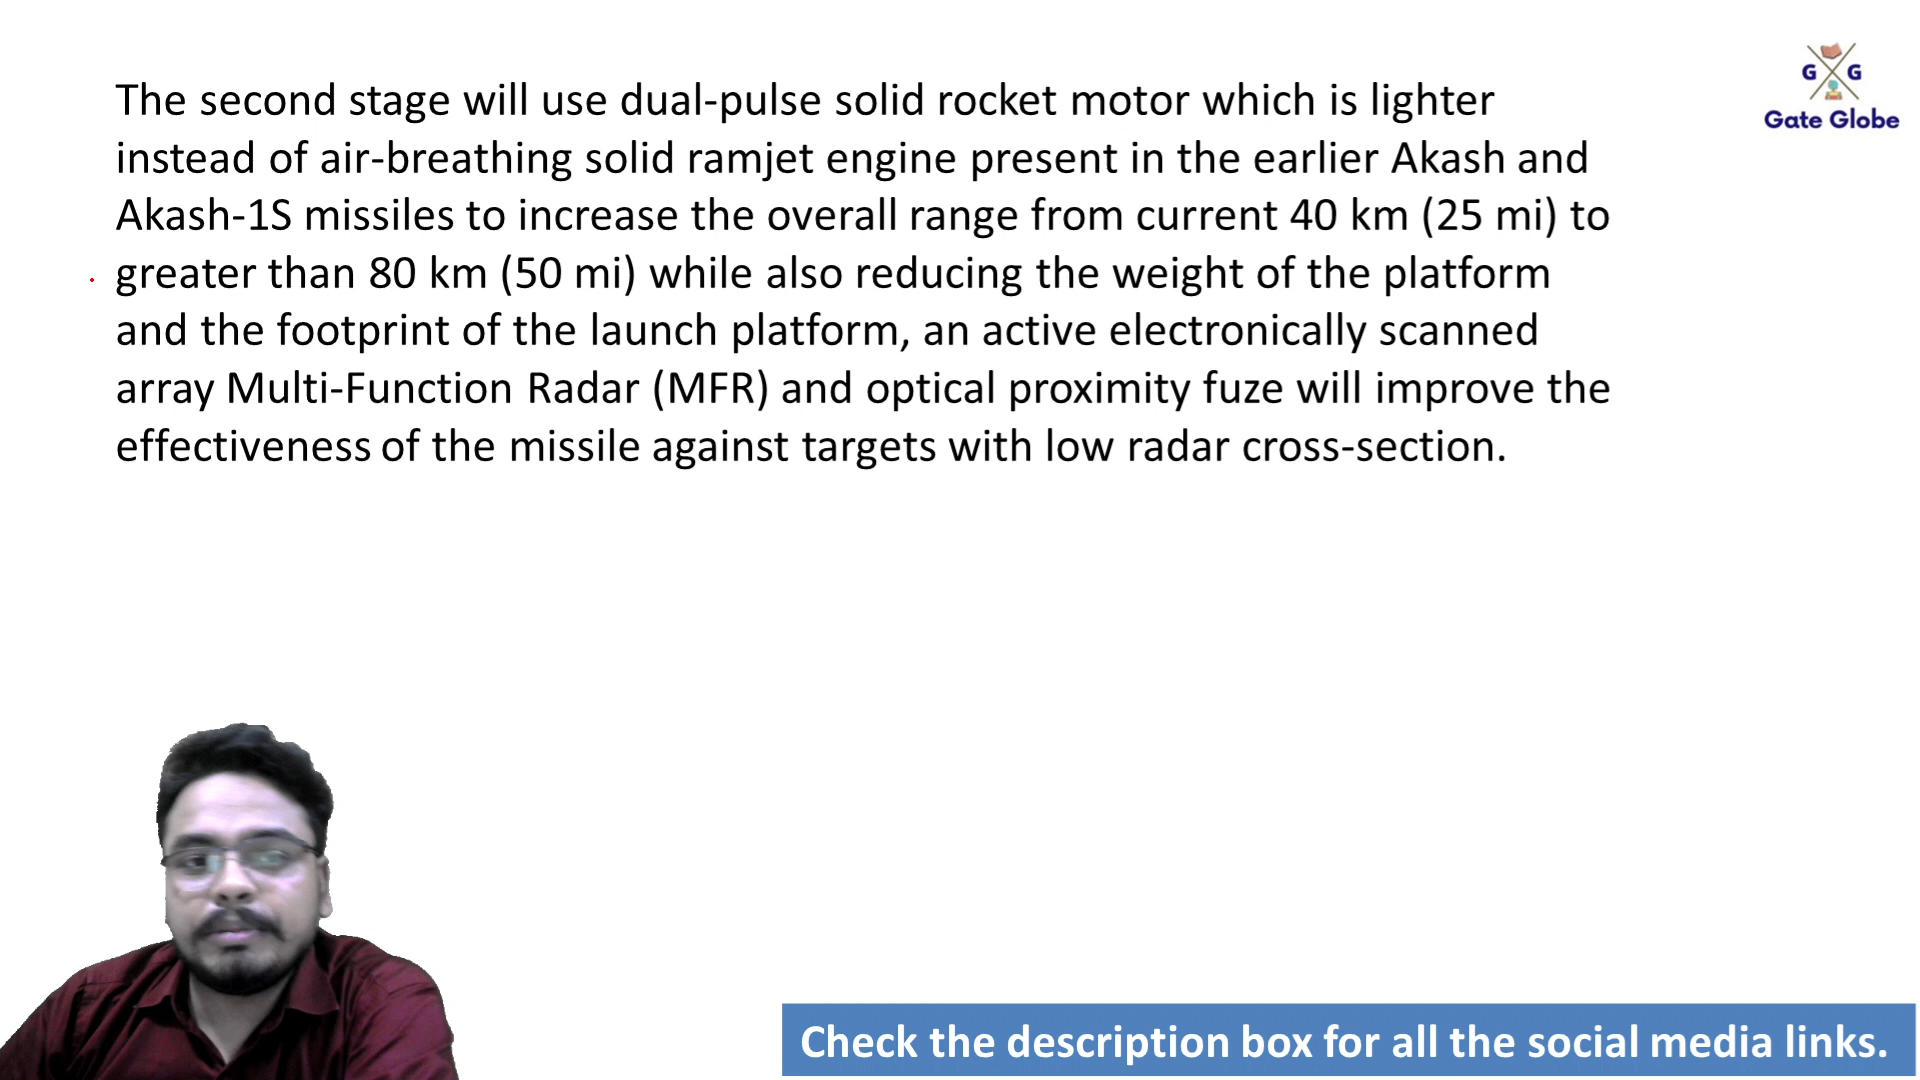 The second stage will use dual-pulse solid rocket motor which is lighter
instead of air-breathing solid ramjet engine present in the earlier Akash and
Akash-1S missiles to increase the overall range from current 40 km (25 mi) to
greater than 80 km (50 mi) while also reducing the weight of the platform
and the footprint of the launch platform, an active electronically scanned
array Multi-Function Radar (MFR) and optical proximity fuze will improve the
effectiveness of the missile against targets with low radar cross-section.
G G
Gate Globe
Check the description box for all the social media links.